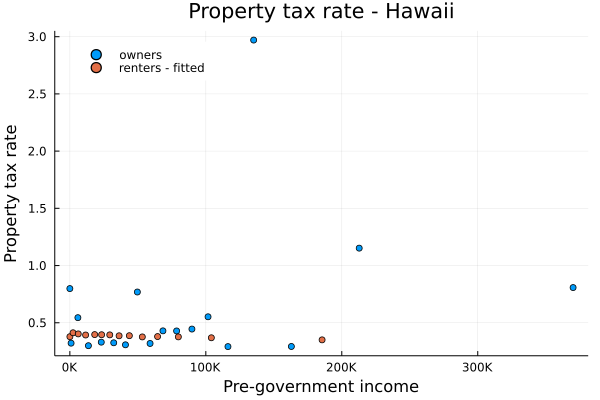 Property tax rate - Hawaii
owners
renters - fitted
Property tax rate
3.0
2.5
2.0
1.5
1.0
0.5
0K
100K
200K
300K
Pre-government income